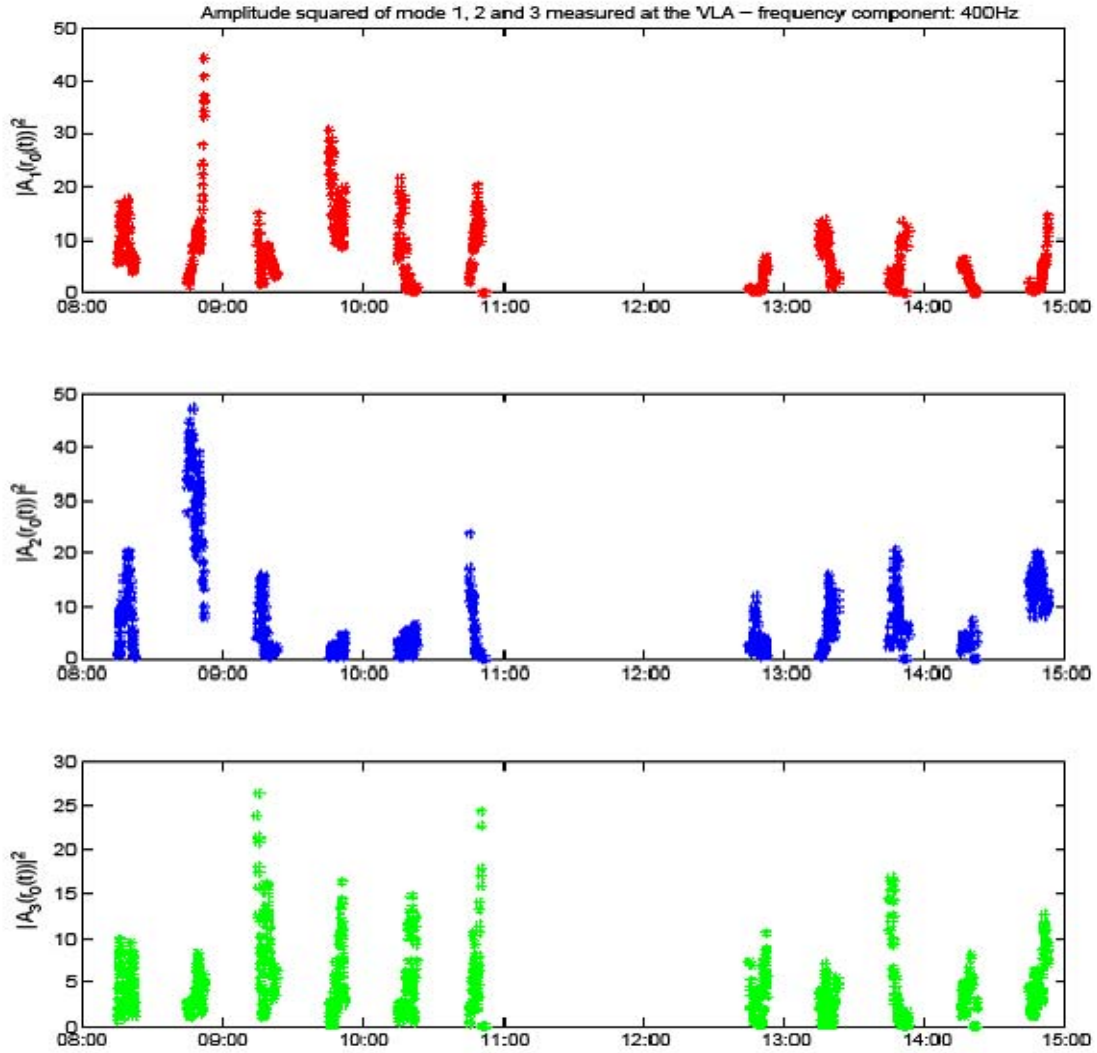 Amplitude squared of mode 1, 2 and 3 measured at the VLA – frequency component: 400Hz
|A₁(r₀(t))|²
50
40
30
20
10
0
08:00 09:00 10:00 11:00 12:00 13:00 14:00 15:00
|A₂(r₀(t))|²
50
40
30
20
10
0
08:00 09:00 10:00 11:00 12:00 13:00 14:00 15:00
|A₃(r₀(t))|²
30
25
20
15
10
5
0
08:00 09:00 10:00 11:00 12:00 13:00 14:00 15:00